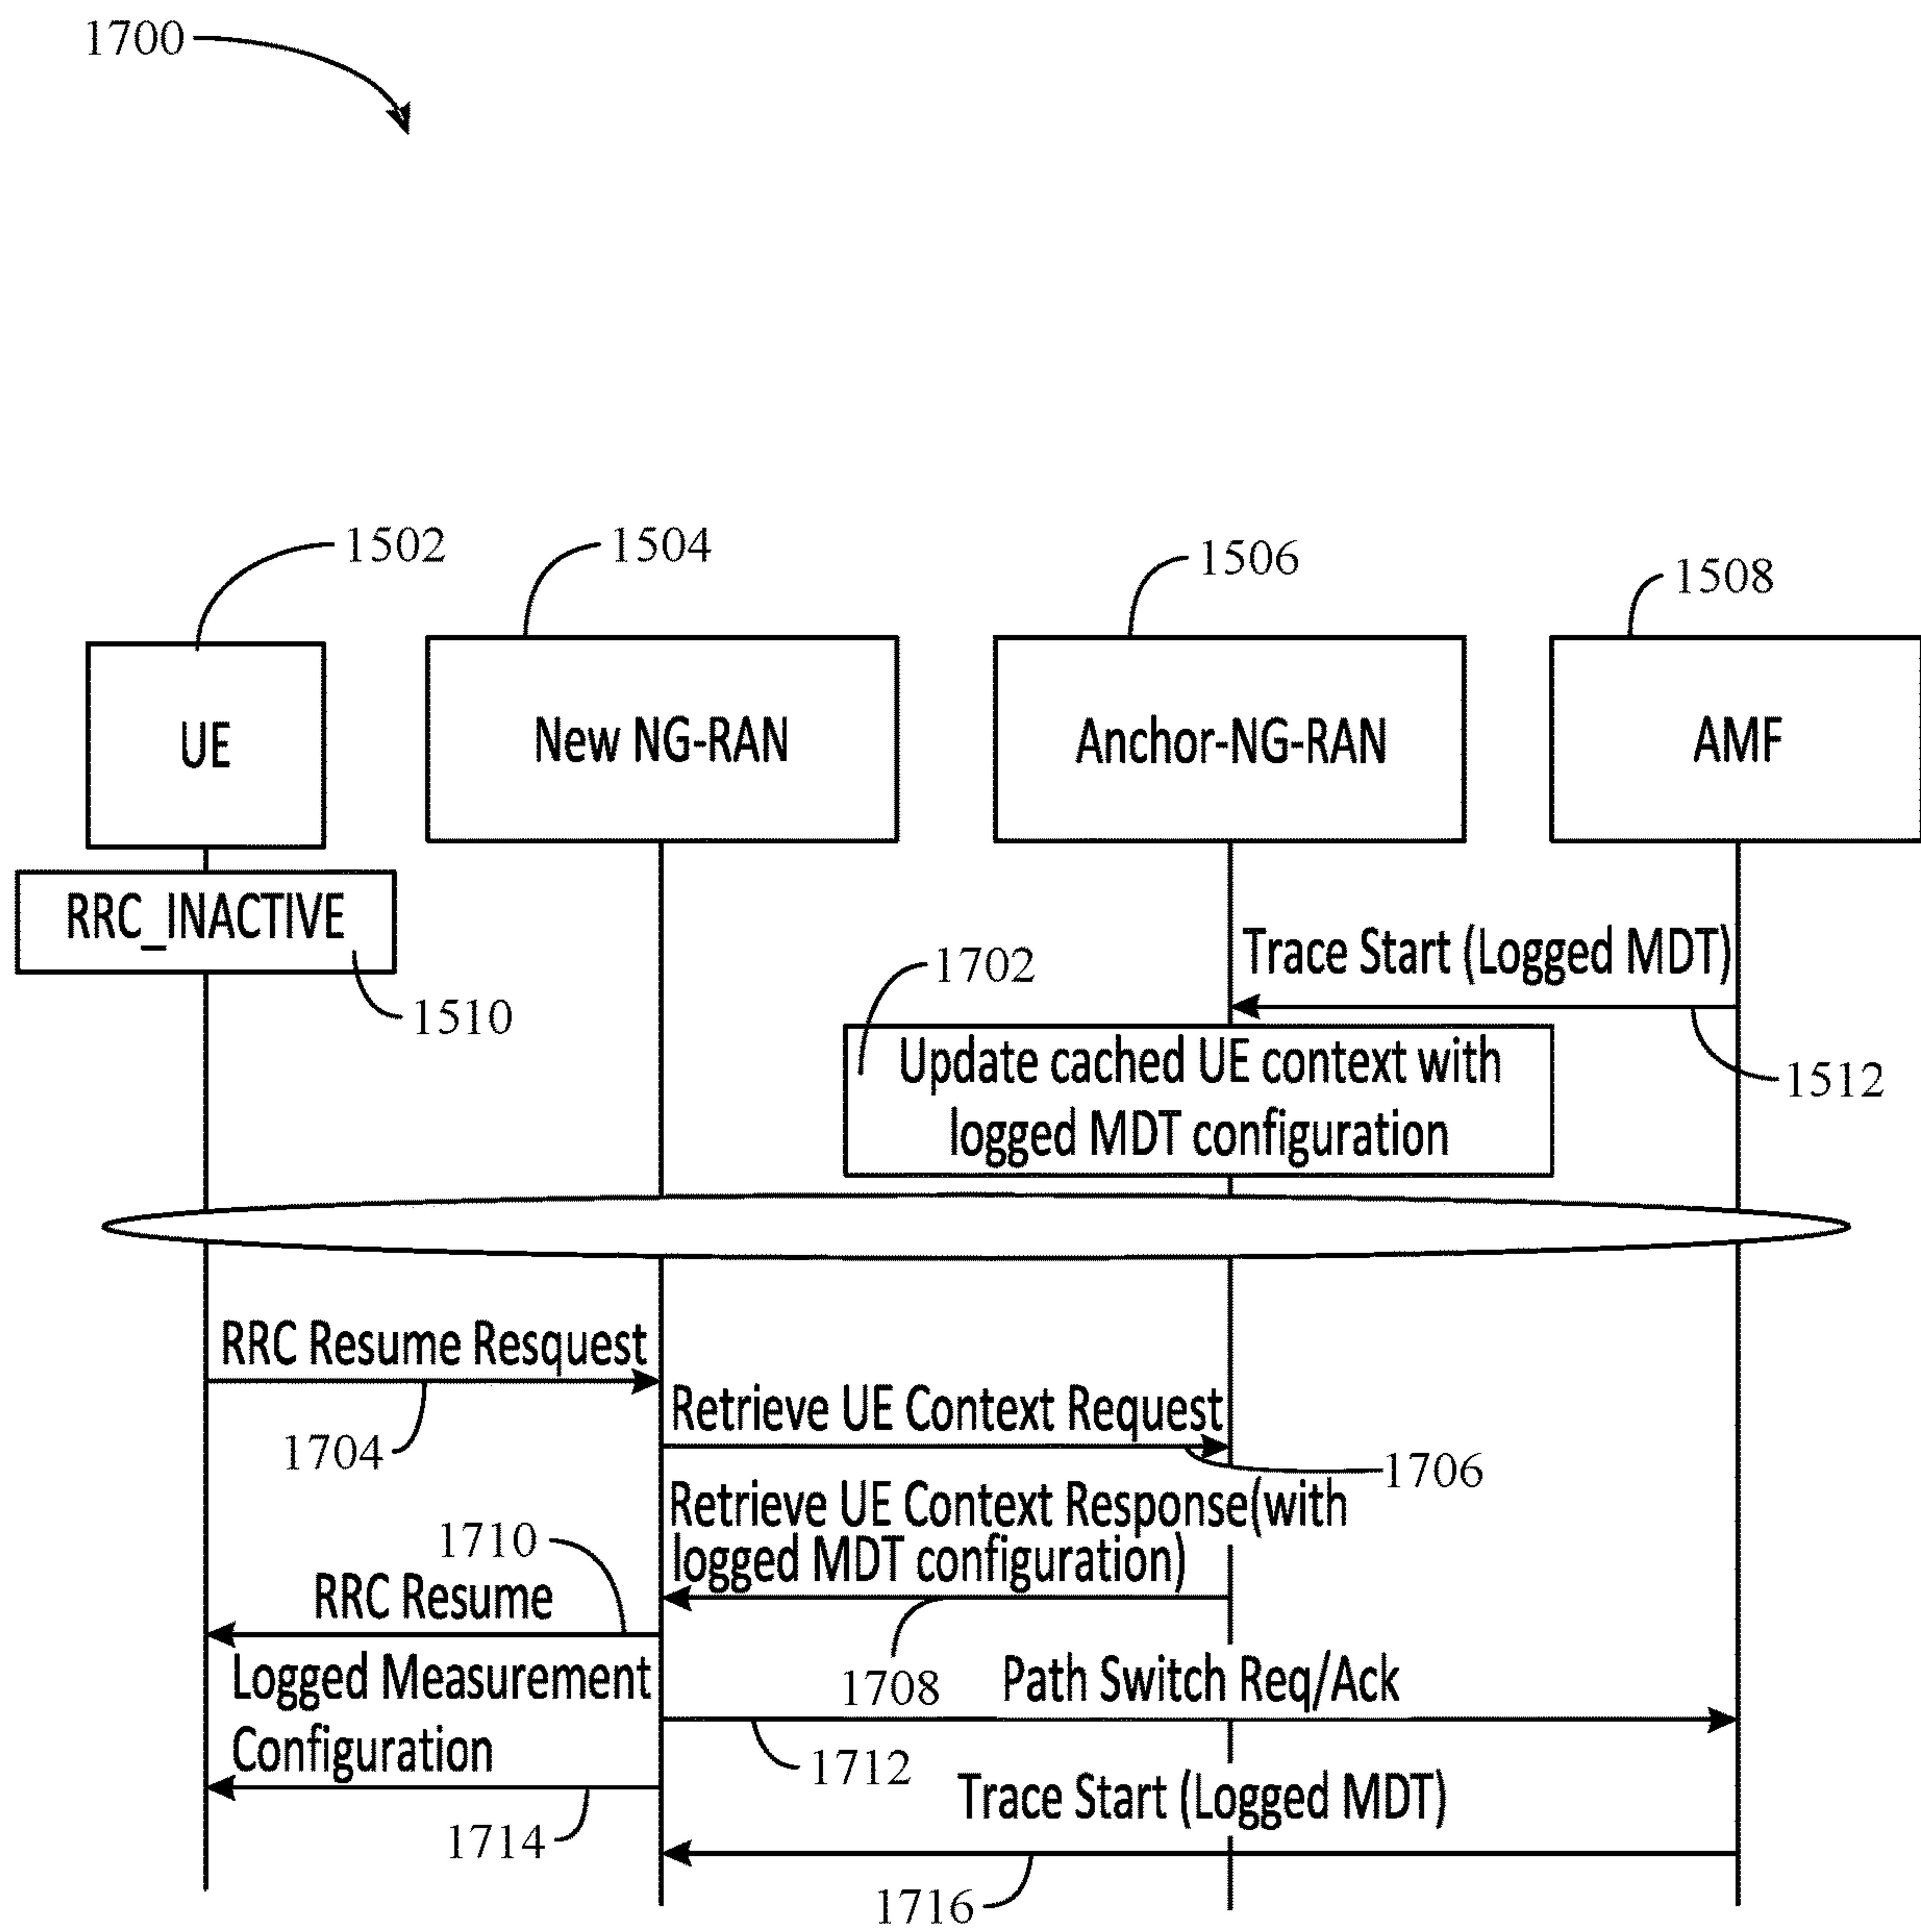 1700
1502
1504
1506
1508
UE
New NG-RAN
Anchor-NG-RAN
AMF
RRC_INACTIVE
1510
Trace Start (Logged MDT)
1512
1702
Update cached UE context with
logged MDT configuration
RRC Resume Resquest
1704
Retrieve UE Context Request
1706
Retrieve UE Context Response(with
logged MDT configuration)
1708
1710
RRC Resume
Path Switch Req/Ack
1712
Logged Measurement
Configuration
1714
Trace Start (Logged MDT)
1716